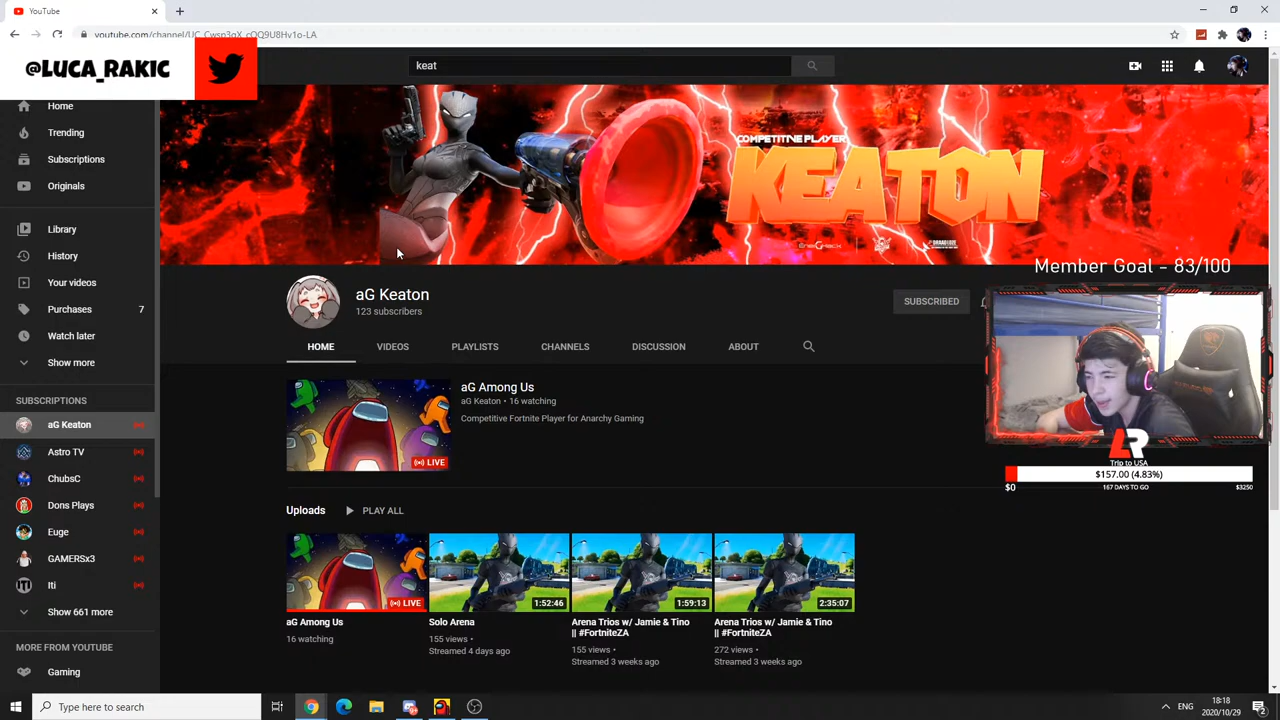 YouTube
youtube.com/channel/UC_Cwsp3qX_cOQ9U8Hv1o-LA
@LUCA_RAKIC
keat
Home
Trending
Subscriptions
Originals
Library
History
Your videos
Purchases 7
Watch later
Show more
SUBSCRIPTIONS
aG Keaton
Astro TV
ChubsC
Dons Plays
Euge
GAMERSx3
Iti
Show 661 more
MORE FROM YOUTUBE
Gaming
COMPETITIVE PLAYER
KEATON
aG Keaton
123 subscribers
SUBSCRIBED
HOME VIDEOS PLAYLISTS CHANNELS DISCUSSION ABOUT
aG Among Us
aG Keaton • 16 watching
Competitive Fortnite Player for Anarchy Gaming
LIVE
Uploads PLAY ALL
LIVE
aG Among Us
16 watching
1:52:46
Solo Arena
155 views •
Streamed 4 days ago
1:59:13
Arena Trios w/ Jamie & Tino
|| #FortniteZA
155 views •
Streamed 3 weeks ago
2:35:07
Arena Trios w/ Jamie & Tino
|| #FortniteZA
272 views •
Streamed 3 weeks ago
Member Goal - 83/100
LR
Trip to USA
$157.00 (4.83%)
$0 167 DAYS TO GO $3250
Type here to search
ENG
18:18
2020/10/29
2